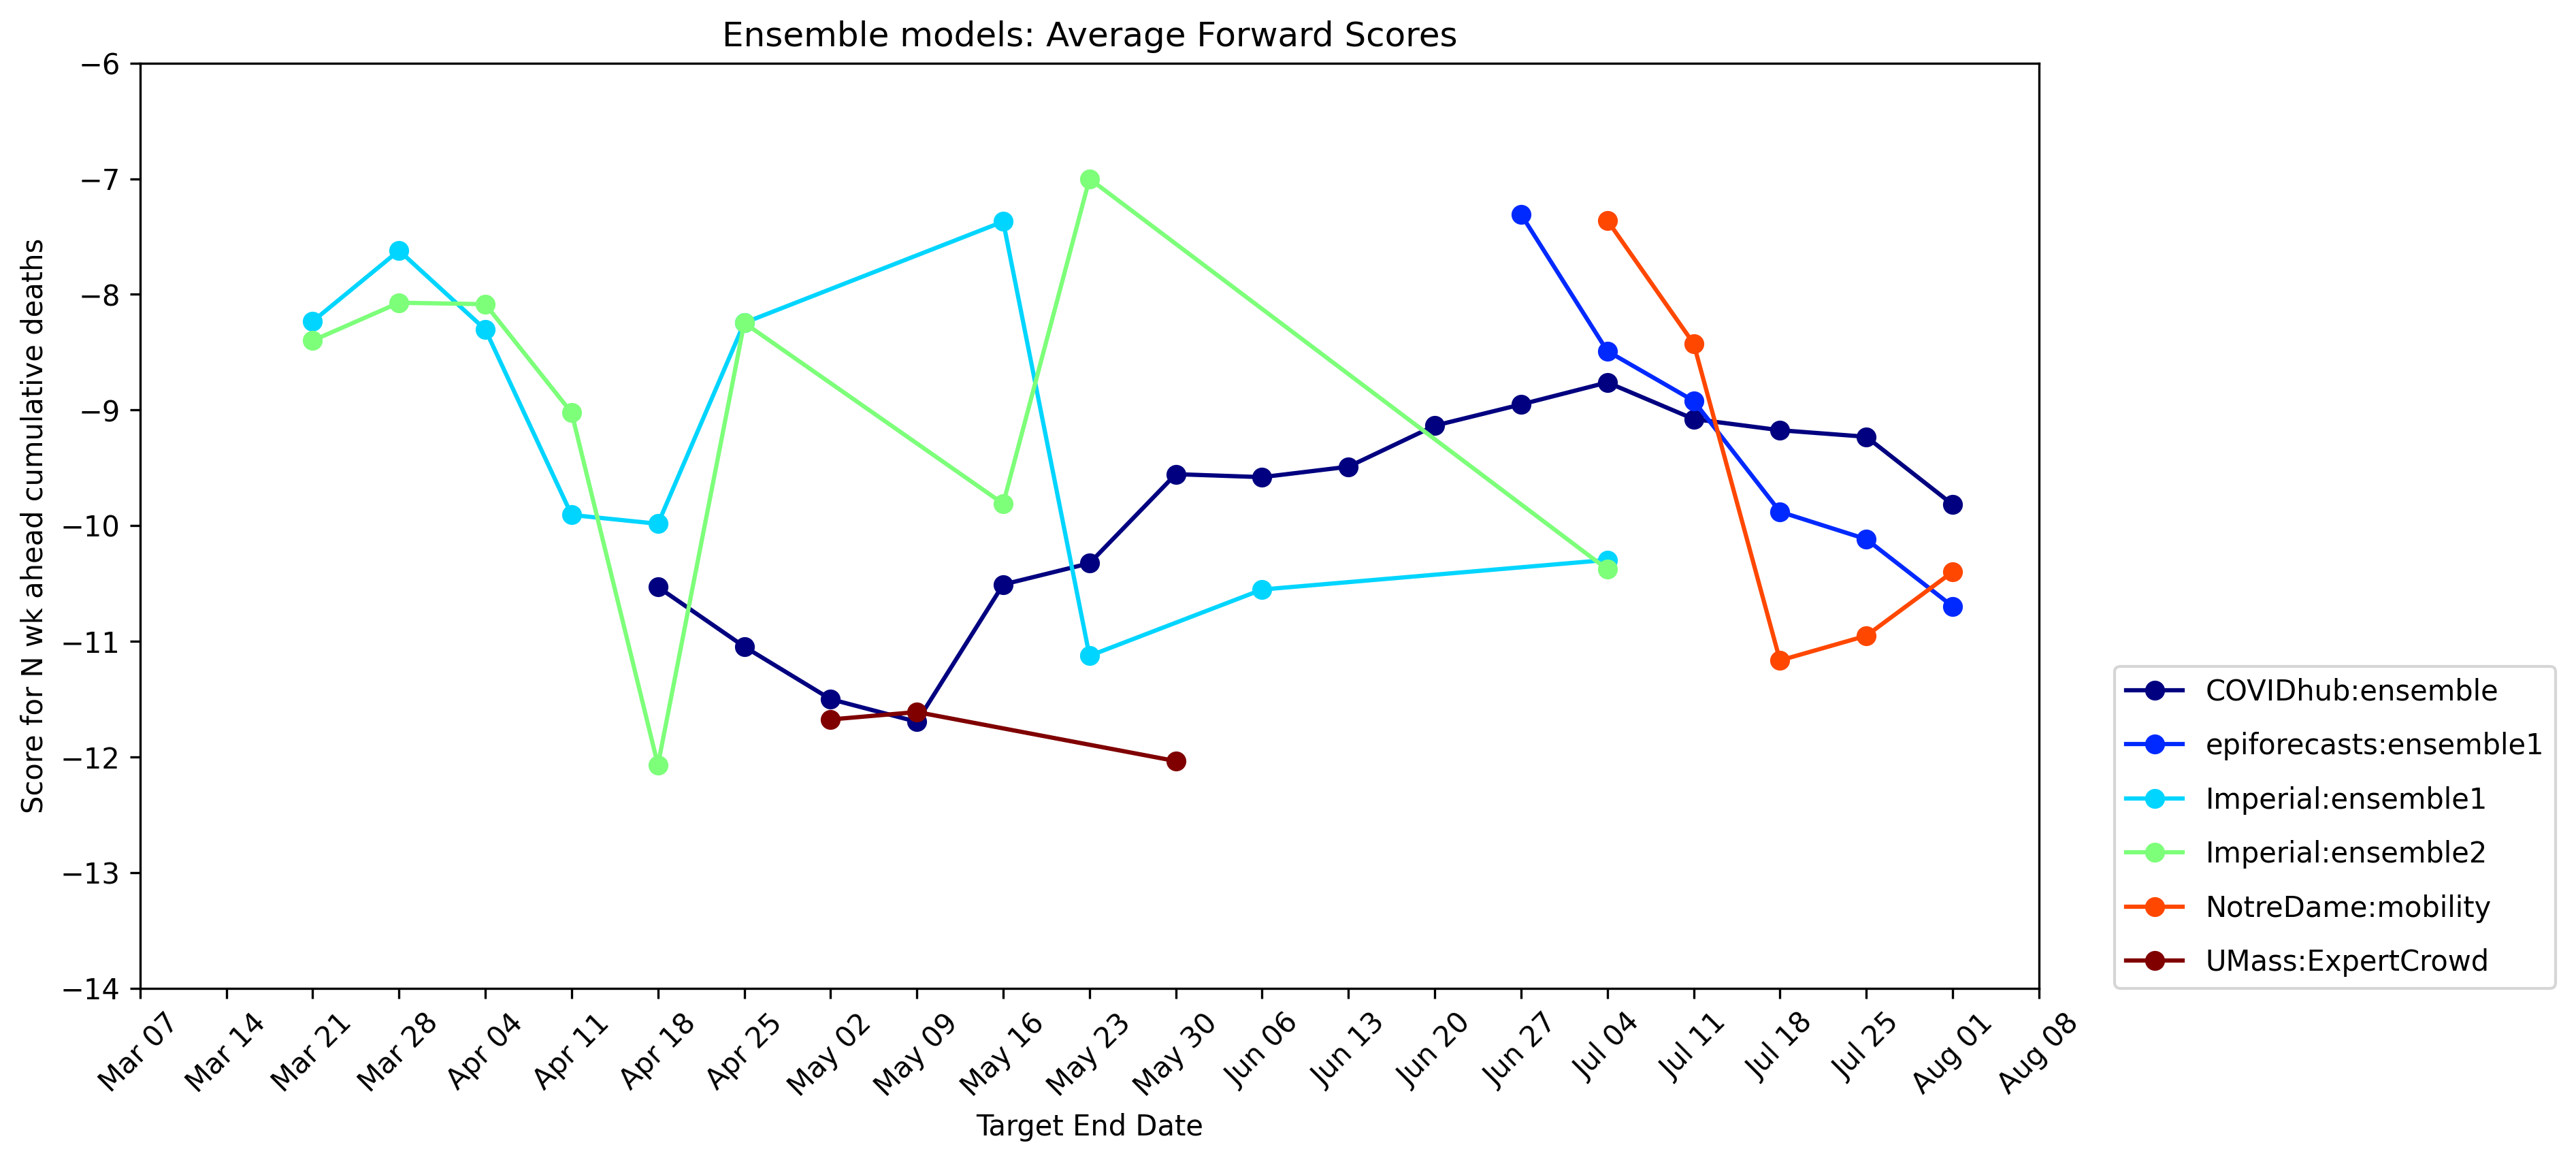 Ensemble models: Average Forward Scores
Score for N wk ahead cumulative deaths
−6
−7
−8
−9
−10
−11
−12
−13
−14
Mar 07
Mar 14
Mar 21
Mar 28
Apr 04
Apr 11
Apr 18
Apr 25
May 02
May 09
May 16
May 23
May 30
Jun 06
Jun 13
Jun 20
Jun 27
Jul 04
Jul 11
Jul 18
Jul 25
Aug 01
Aug 08
Target End Date
COVIDhub:ensemble
epiforecasts:ensemble1
Imperial:ensemble1
Imperial:ensemble2
NotreDame:mobility
UMass:ExpertCrowd